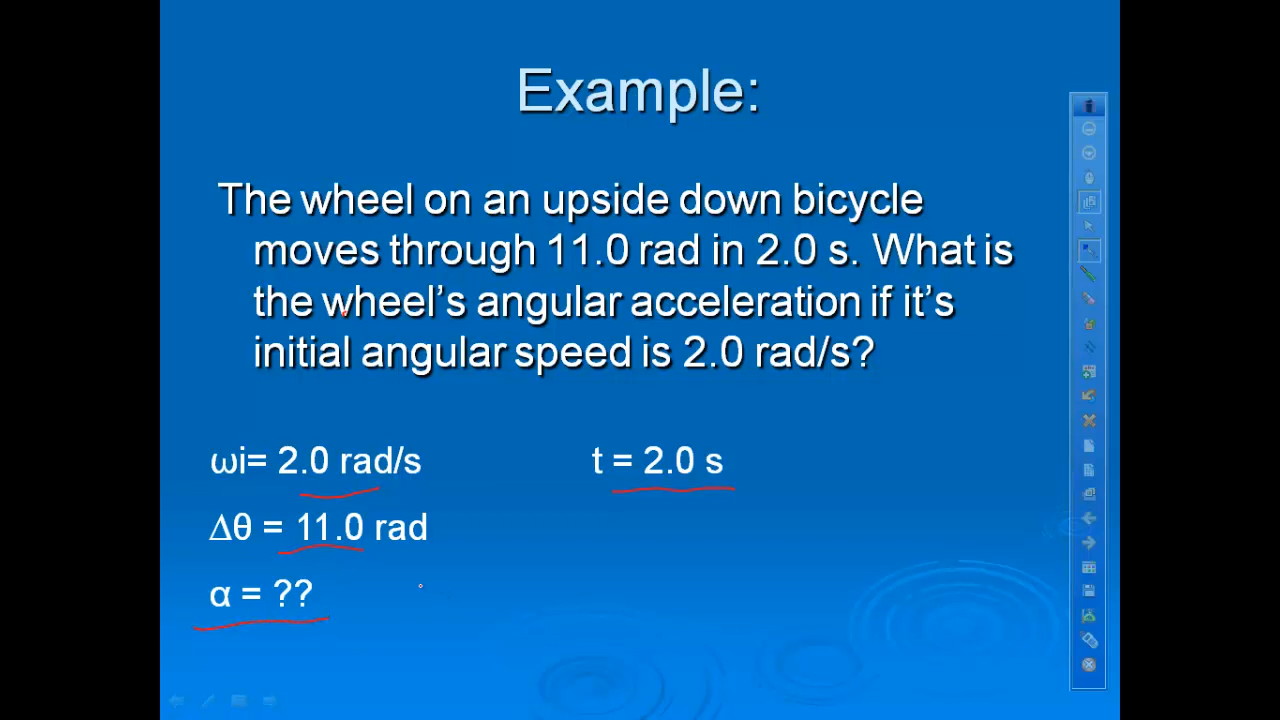 Example:
The wheel on an upside down bicycle
moves through 11.0 rad in 2.0 s. What is
the wheel’s angular acceleration if it’s
initial angular speed is 2.0 rad/s?
ωi= 2.0 rad/s
t = 2.0 s
∆θ = 11.0 rad
α = ??